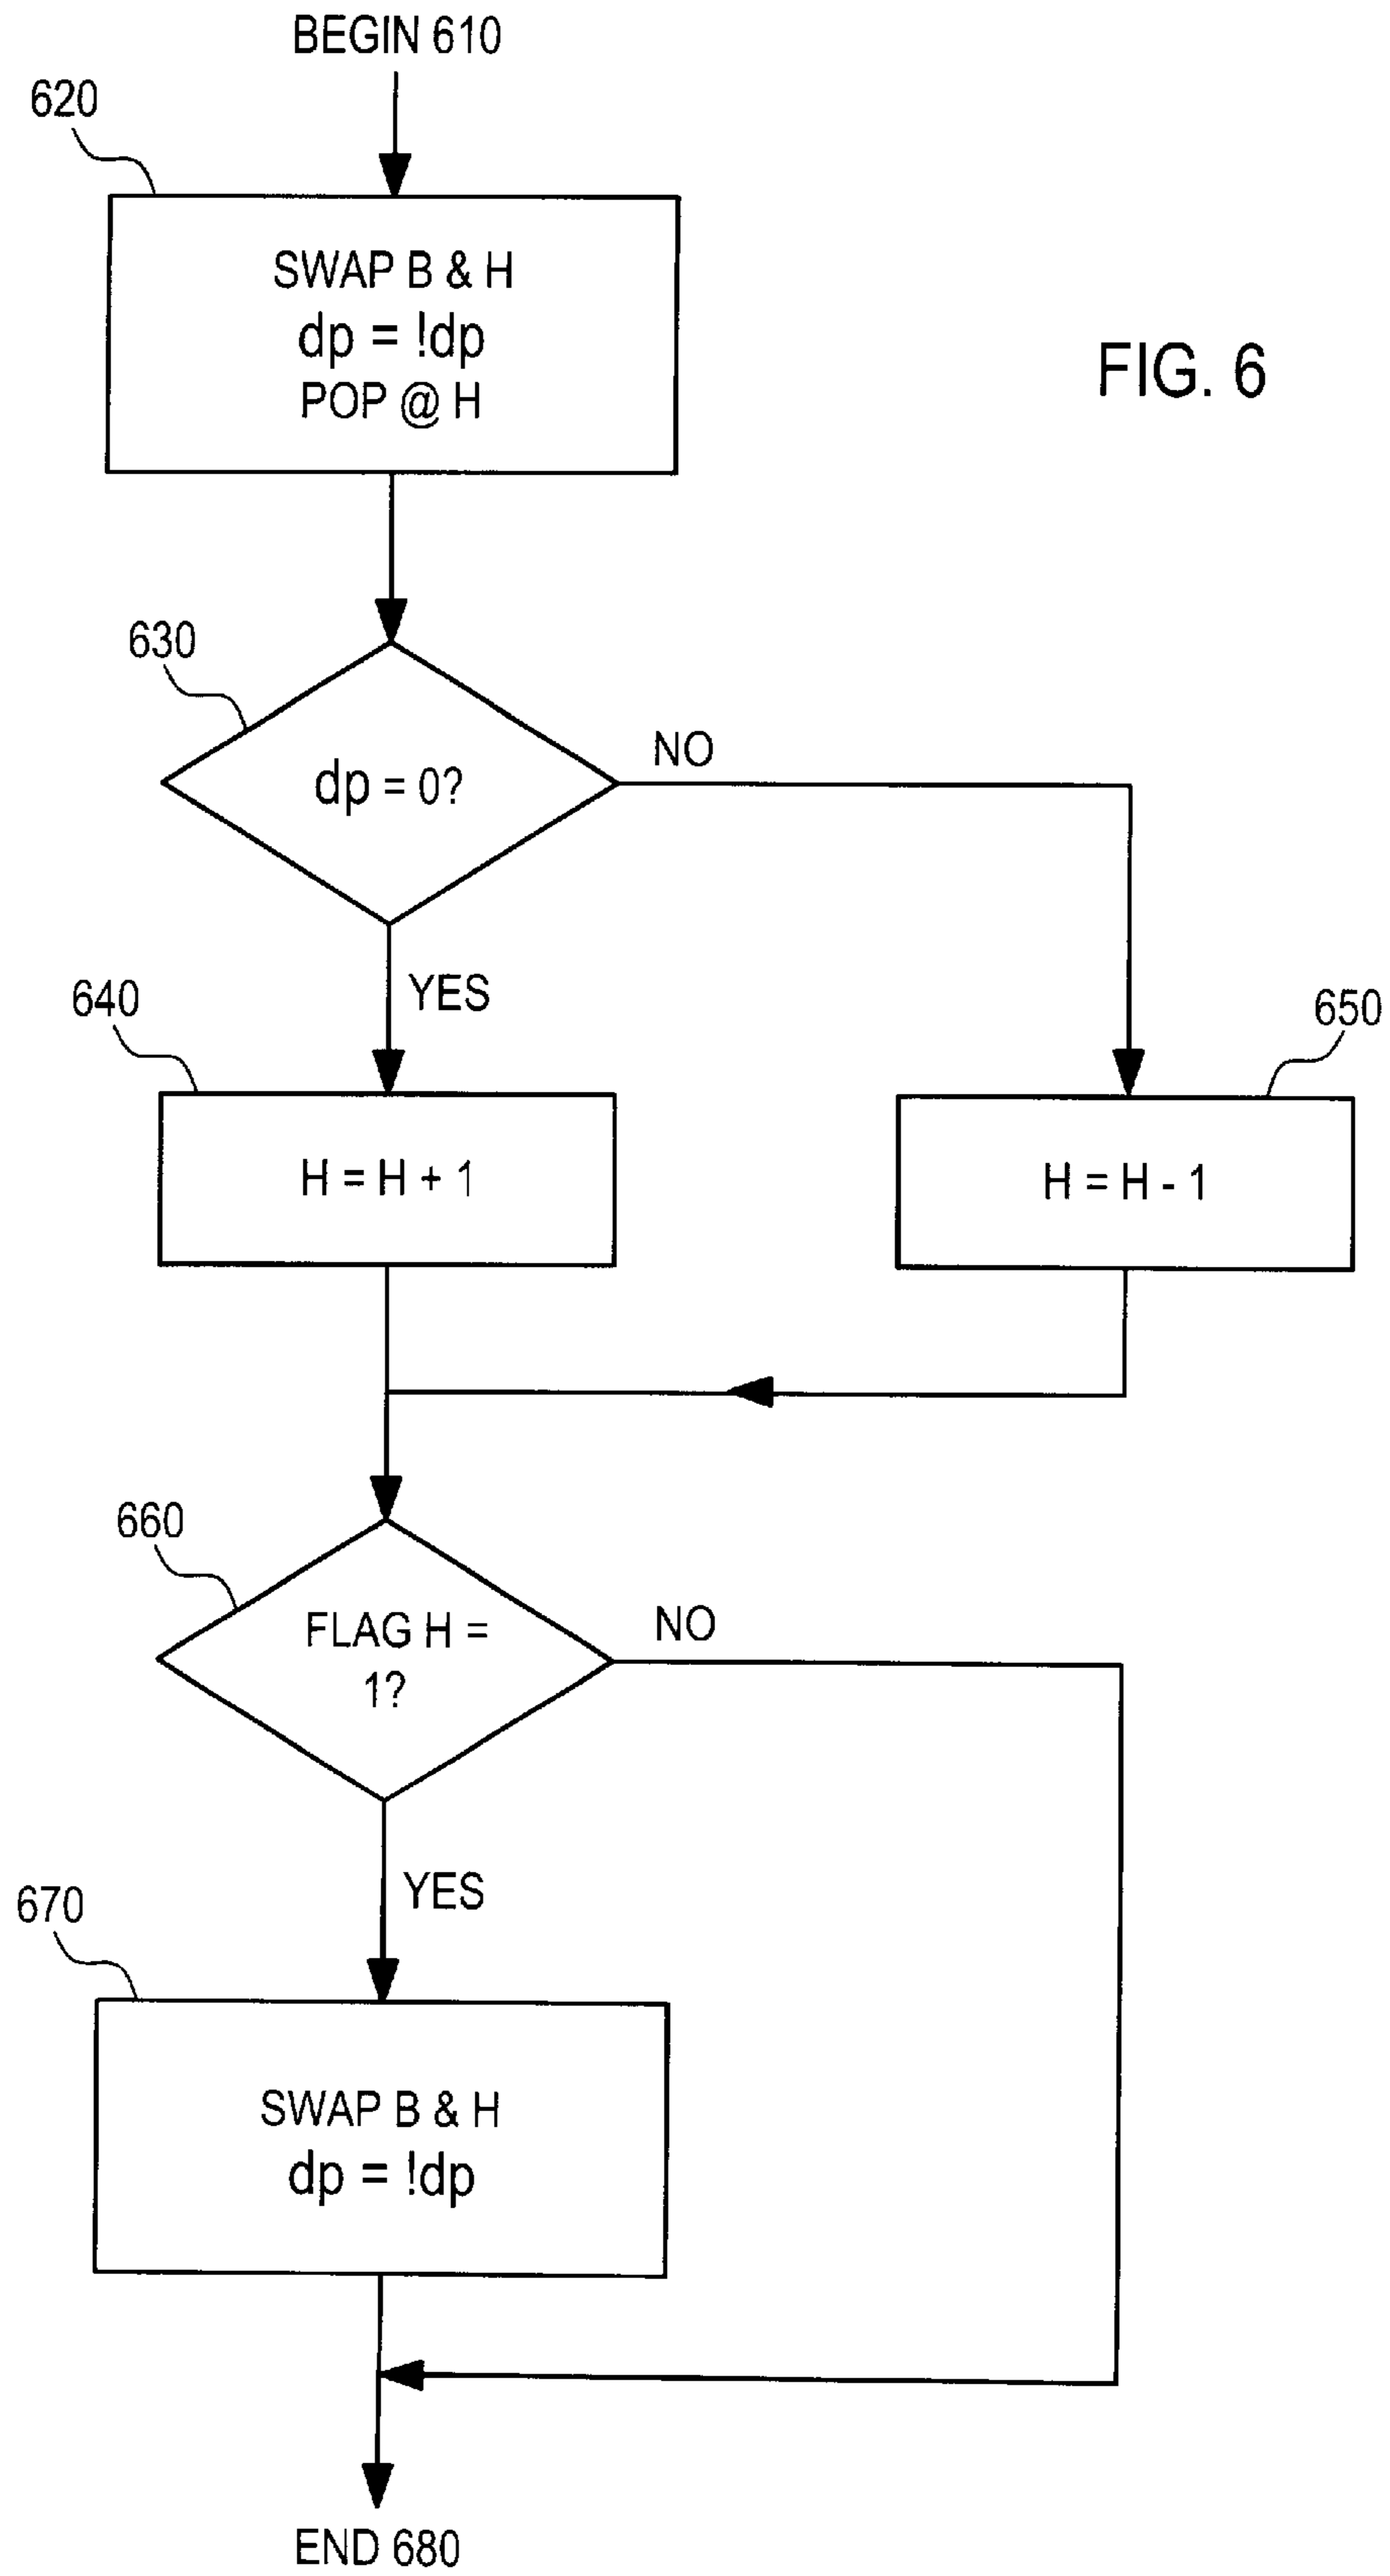 BEGIN 610
620
SWAP B & H
dp = !dp
POP @ H
FIG. 6
630
dp = 0?
NO
YES
640
650
H = H + 1
H = H - 1
660
FLAG H =
1?
NO
YES
670
SWAP B & H
dp = !dp
END 680